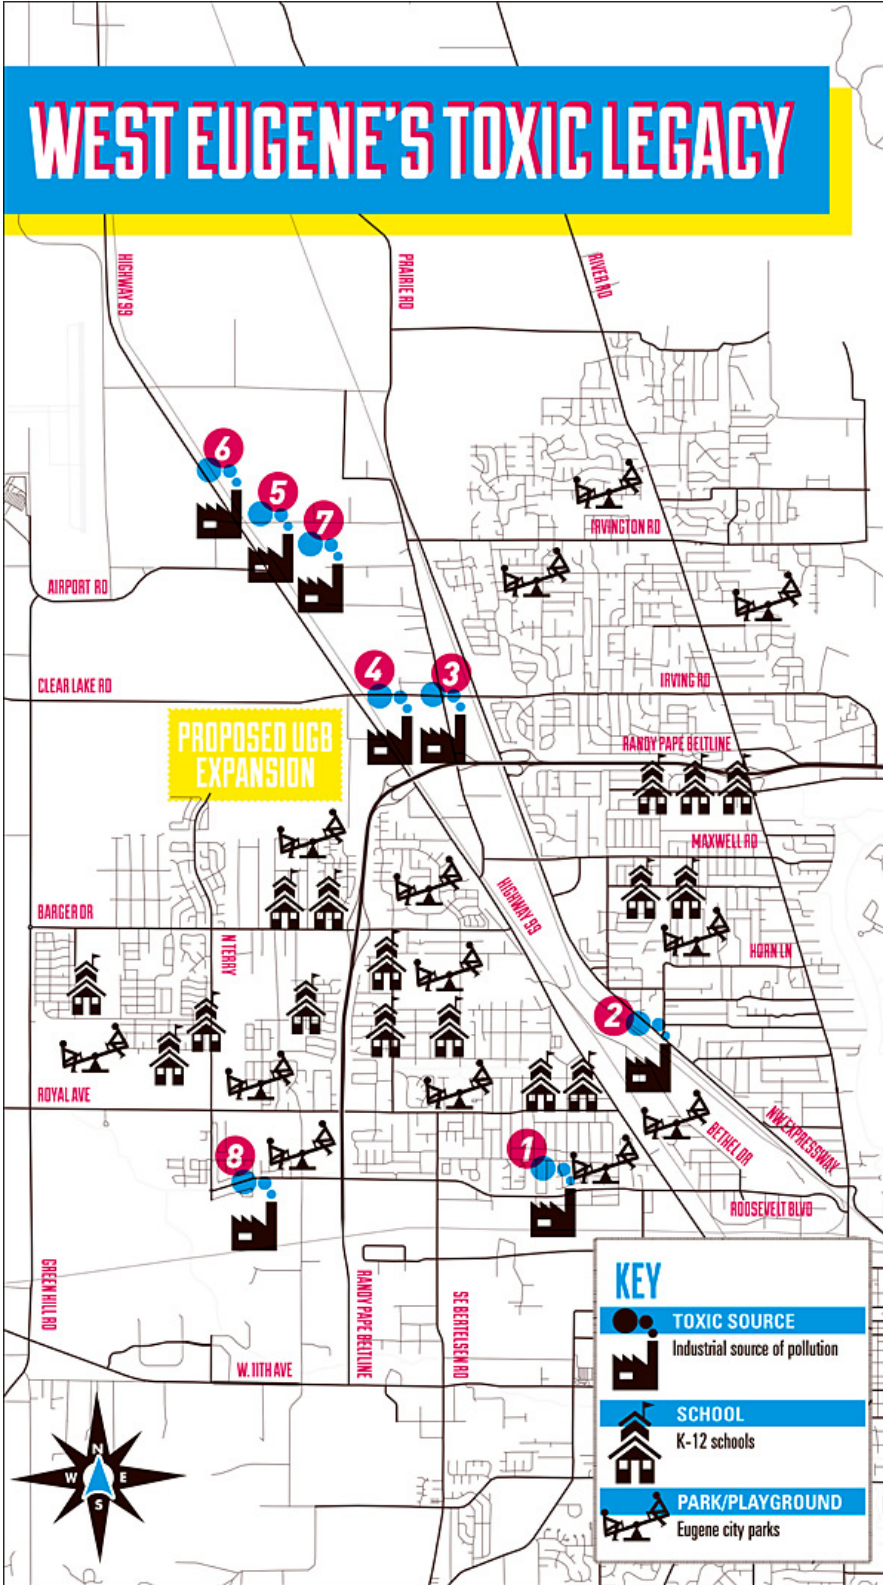 WEST EUGENE'S TOXIC LEGACY
HIGHWAY 99
PRAIRIE RD
RIVER RD
6
5
7
IRVINGTON RD
AIRPORT RD
4
3
CLEAR LAKE RD
IRVING RD
PROPOSED UGB
EXPANSION
RANDY PAPE BELTLINE
MAXWELL RD
HIGHWAY 99
BARGER DR
N TERRY
HORN LN
2
ROYAL AVE
NW EXPRESSWAY
BETHEL DR
8
1
ROOSEVELT BLVD
GREEN HILL RD
RANDY PAPE BELTLINE
SE BERTELSEN RD
W. 11TH AVE
N
W
E
S
KEY
TOXIC SOURCE
Industrial source of pollution
SCHOOL
K-12 schools
PARK/PLAYGROUND
Eugene city parks